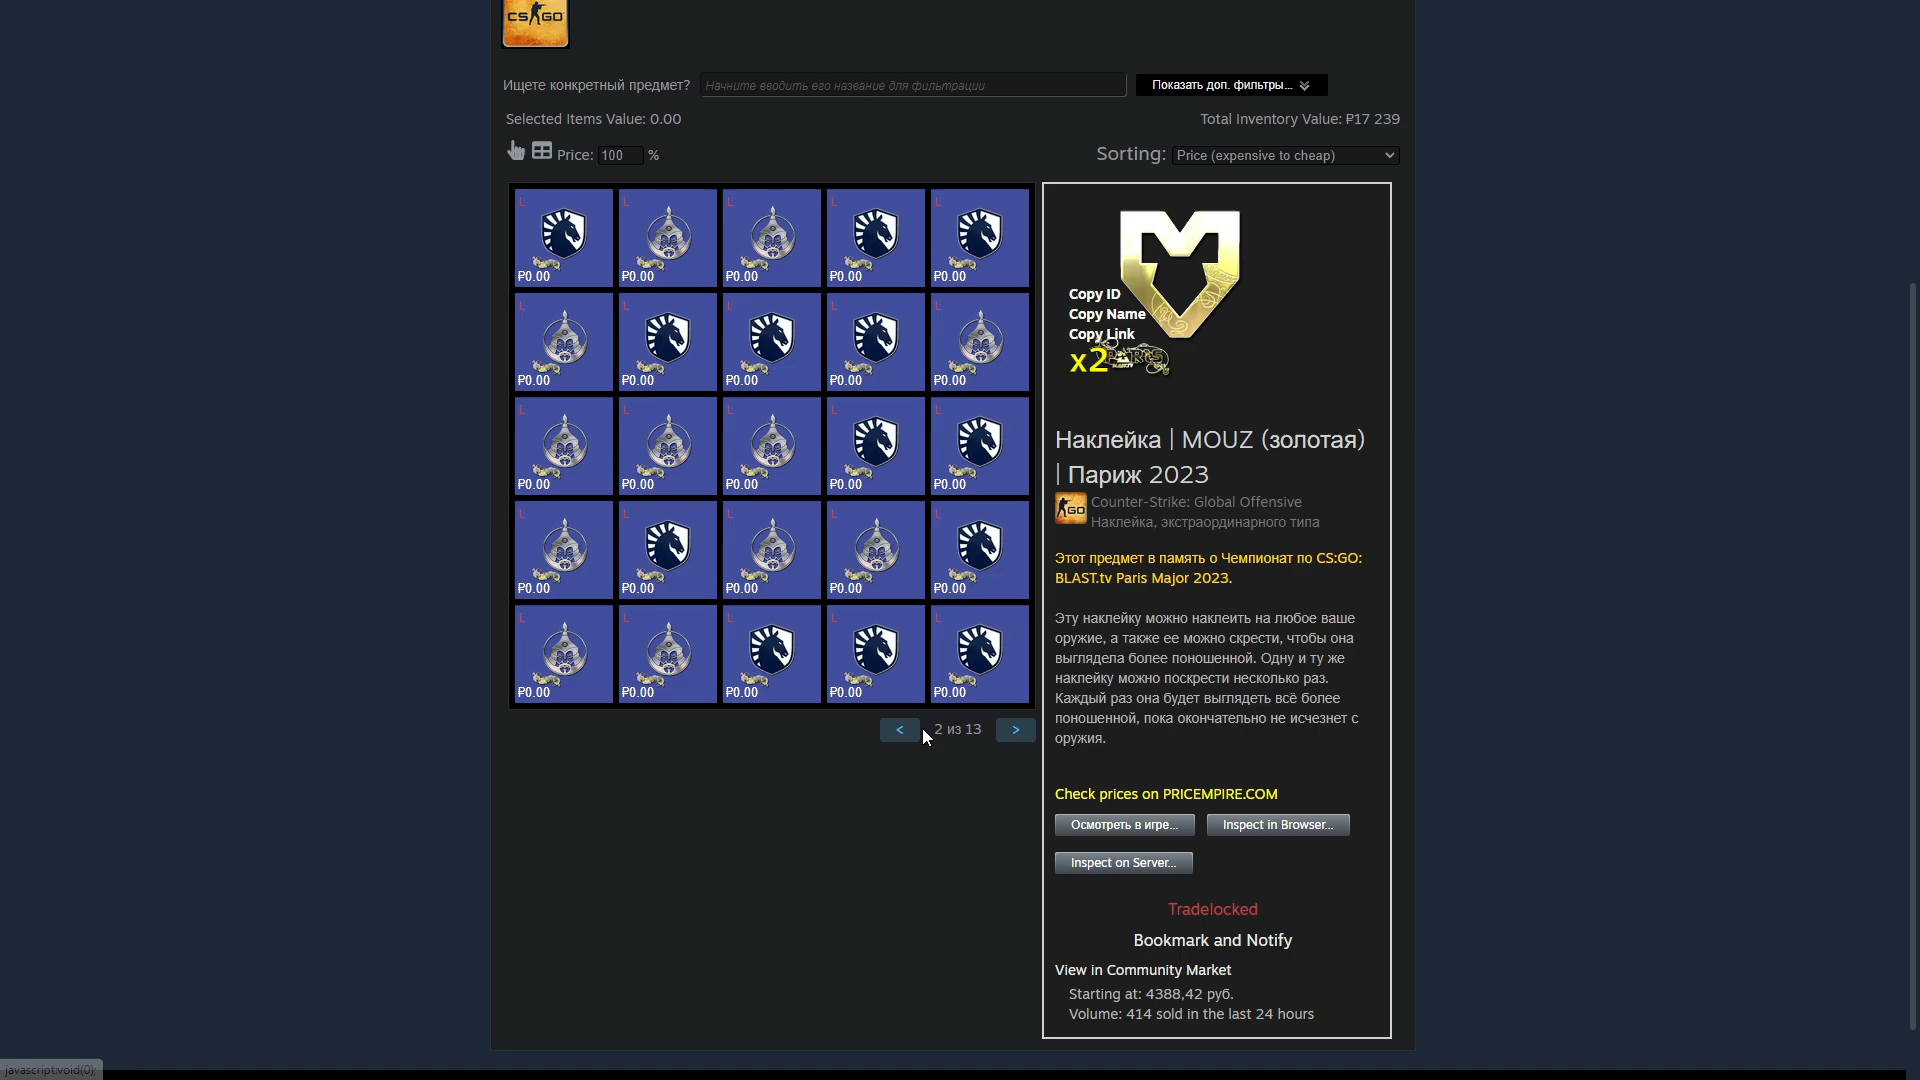 CS GO
Ищете конкретный предмет? Начните вводить его название для фильтрации Показать доп. фильтры...
Selected Items Value: 0.00 Total Inventory Value: ₽17 239
Price: 100 % Sorting: Price (expensive to cheap)
L L L L L
₽0.00 ₽0.00 ₽0.00 ₽0.00 ₽0.00
L L L L L
₽0.00 ₽0.00 ₽0.00 ₽0.00 ₽0.00
L L L L L
₽0.00 ₽0.00 ₽0.00 ₽0.00 ₽0.00
L L L L L
₽0.00 ₽0.00 ₽0.00 ₽0.00 ₽0.00
L L L L L
₽0.00 ₽0.00 ₽0.00 ₽0.00 ₽0.00
< 2 из 13 >
Copy ID
Copy Name
Copy Link
x2 PARIS
Наклейка | MOUZ (золотая)
| Париж 2023
GO Counter-Strike: Global Offensive
Наклейка, экстраординарного типа
Этот предмет в память о Чемпионат по CS:GO:
BLAST.tv Paris Major 2023.
Эту наклейку можно наклеить на любое ваше
оружие, а также ее можно скрести, чтобы она
выглядела более поношенной. Одну и ту же
наклейку можно поскрести несколько раз.
Каждый раз она будет выглядеть всё более
поношенной, пока окончательно не исчезнет с
оружия.
Check prices on PRICEMPIRE.COM
Осмотреть в игре... Inspect in Browser...
Inspect on Server...
Tradelocked
Bookmark and Notify
View in Community Market
Starting at: 4388,42 руб.
Volume: 414 sold in the last 24 hours
javascript:void(0);